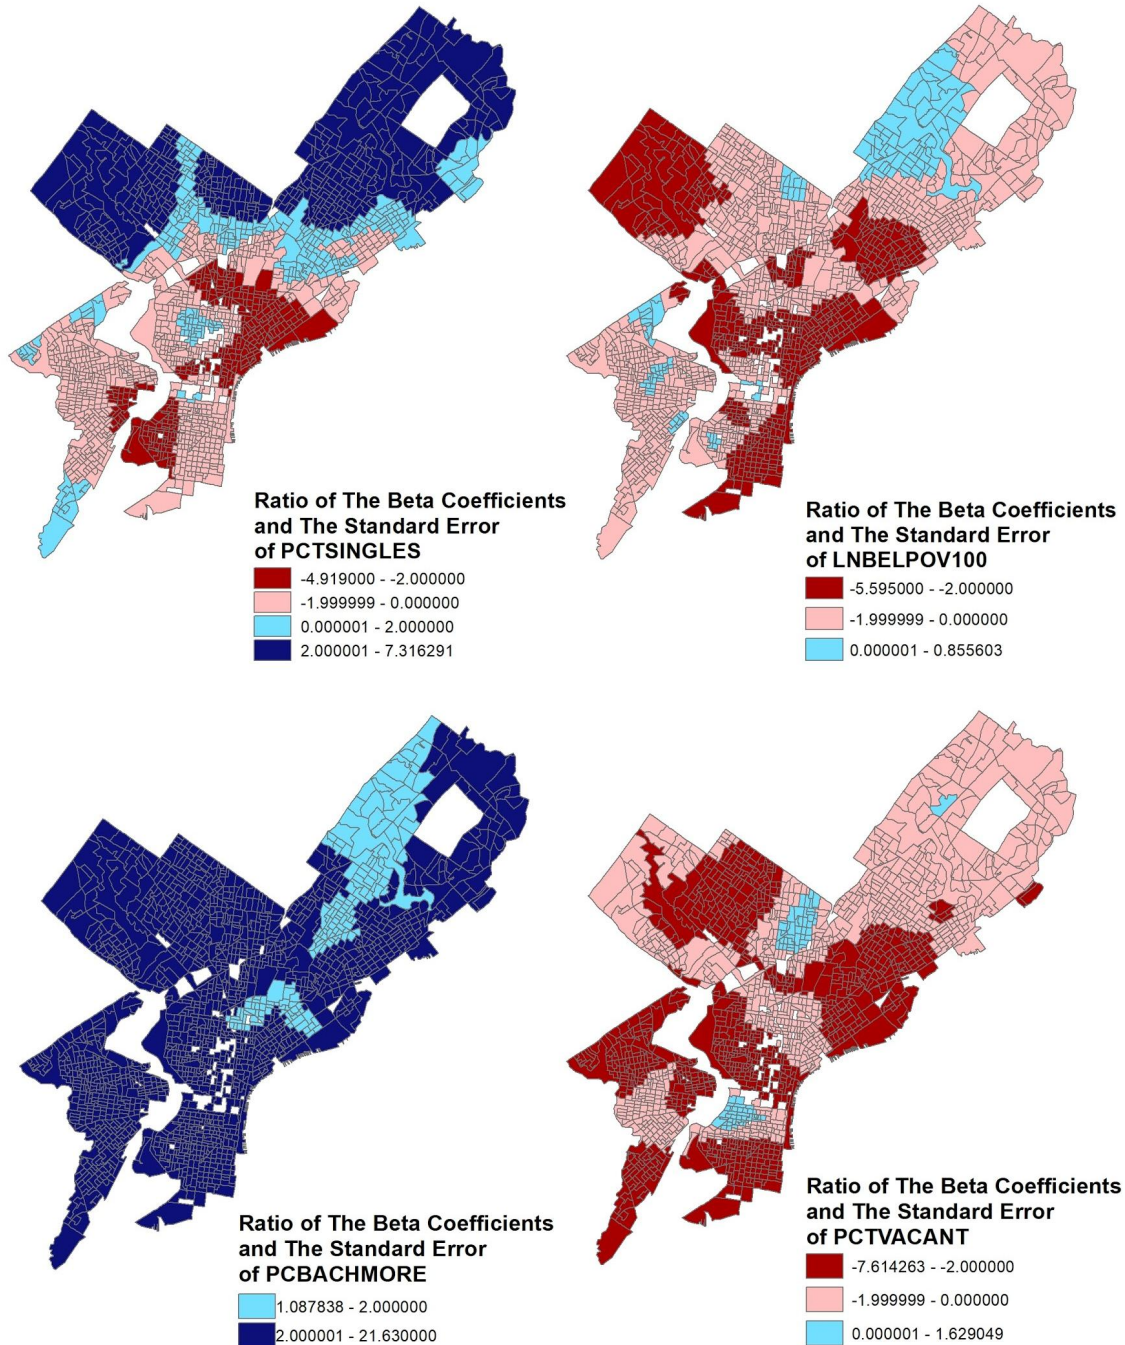 Ratio of The Beta Coefficients
and The Standard Error
of PCTSINGLES
-4.919000 - -2.000000
-1.999999 - 0.000000
0.000001 - 2.000000
2.000001 - 7.316291
Ratio of The Beta Coefficients
and The Standard Error
of LNBELPOV100
-5.595000 - -2.000000
-1.999999 - 0.000000
0.000001 - 0.855603
Ratio of The Beta Coefficients
and The Standard Error
of PCBACHMORE
1.087838 - 2.000000
2.000001 - 21.630000
Ratio of The Beta Coefficients
and The Standard Error
of PCTVACANT
-7.614263 - -2.000000
-1.999999 - 0.000000
0.000001 - 1.629049